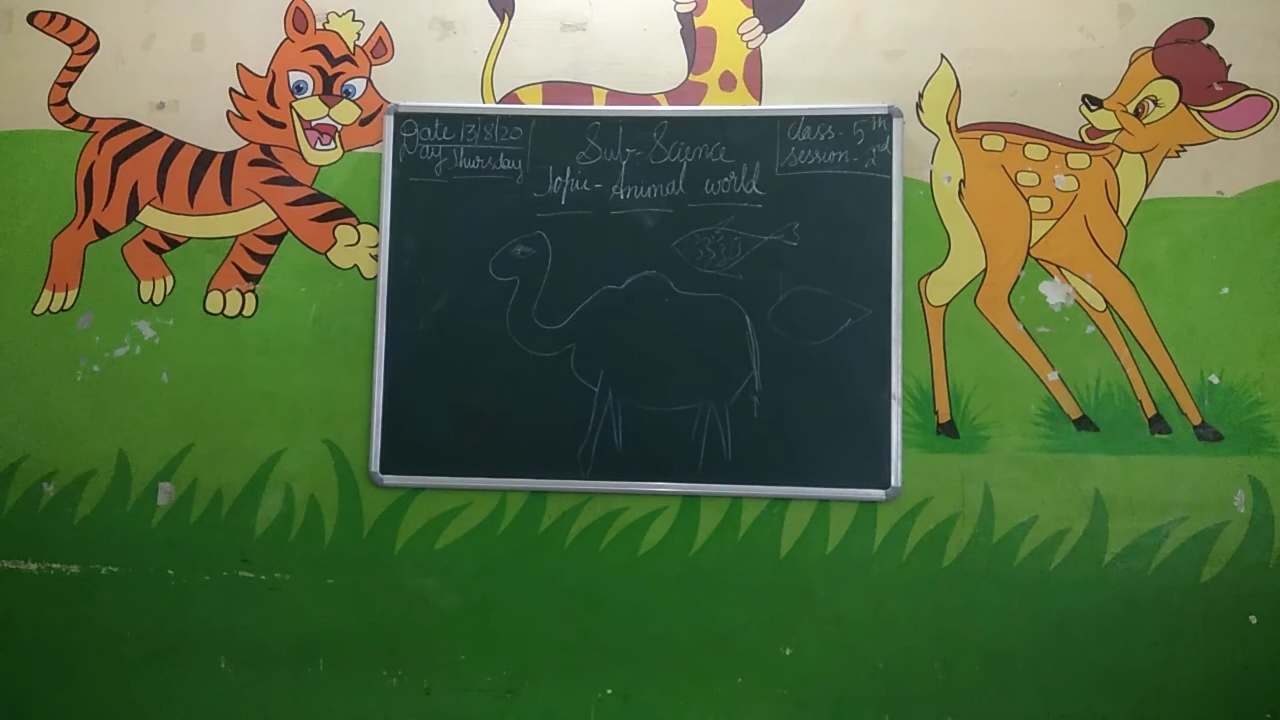 Date 13/8/20
Day Thursday
Sub-Science
Topic-Animal world
class-5th
session-2nd